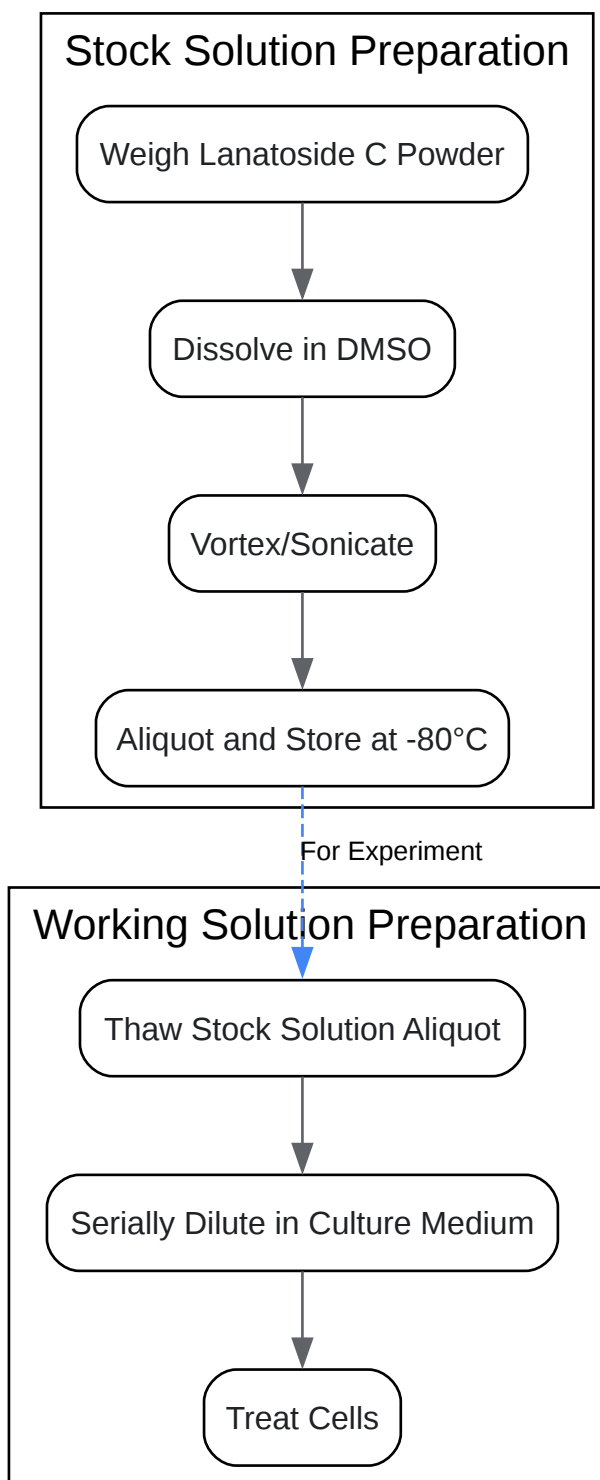 Stock Solution Preparation
Weigh Lanatoside C Powder
Dissolve in DMSO
Vortex/Sonicate
Aliquot and Store at -80°C
For Experiment
Working Solution Preparation
Thaw Stock Solution Aliquot
Serially Dilute in Culture Medium
Treat Cells